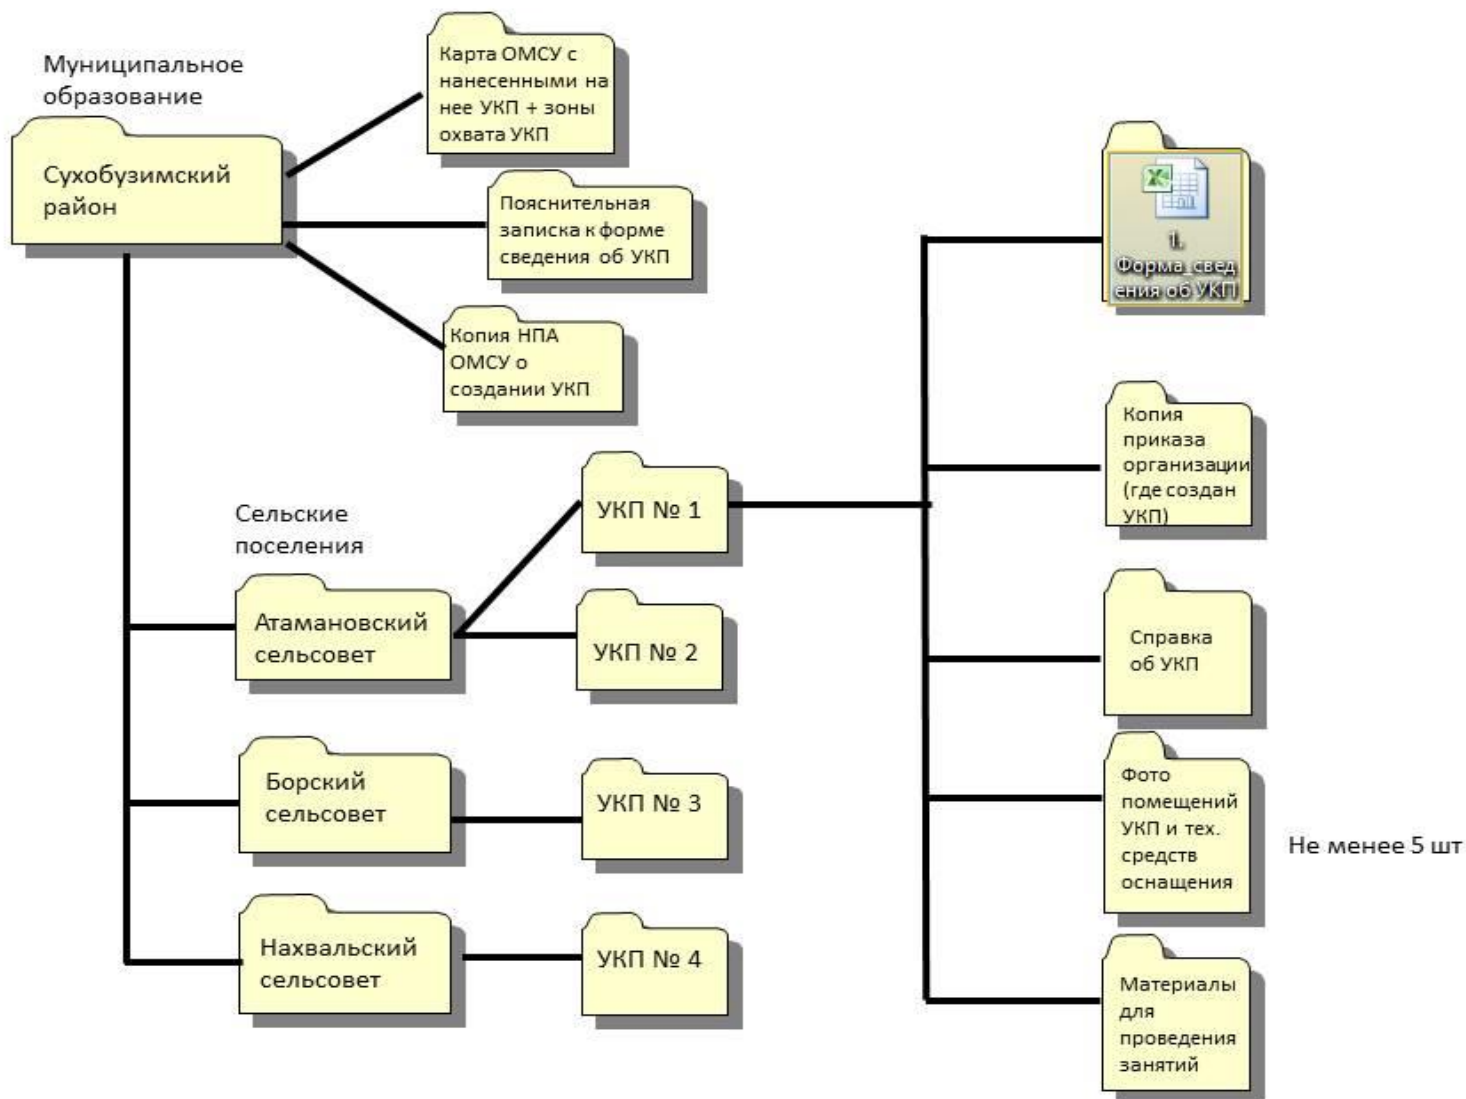 Муниципальное
образование
Сухобузимский
район
Карта ОМСУ с
нанесенными на
нее УКП + зоны
охвата УКП
Пояснительная
записка к форме
сведения об УКП
Копия НПА
ОМСУ о
создании УКП
Сельские
поселения
Атамановский
сельсовет
Борский
сельсовет
Нахвальский
сельсовет
УКП № 1
УКП № 2
УКП № 3
УКП № 4
1.
Форма_свед
ения об УКП
Копия
приказа
организации
(где создан
УКП)
Справка
об УКП
Фото
помещений
УКП и тех.
средств
оснащения
Не менее 5 шт
Материалы
для
проведения
занятий